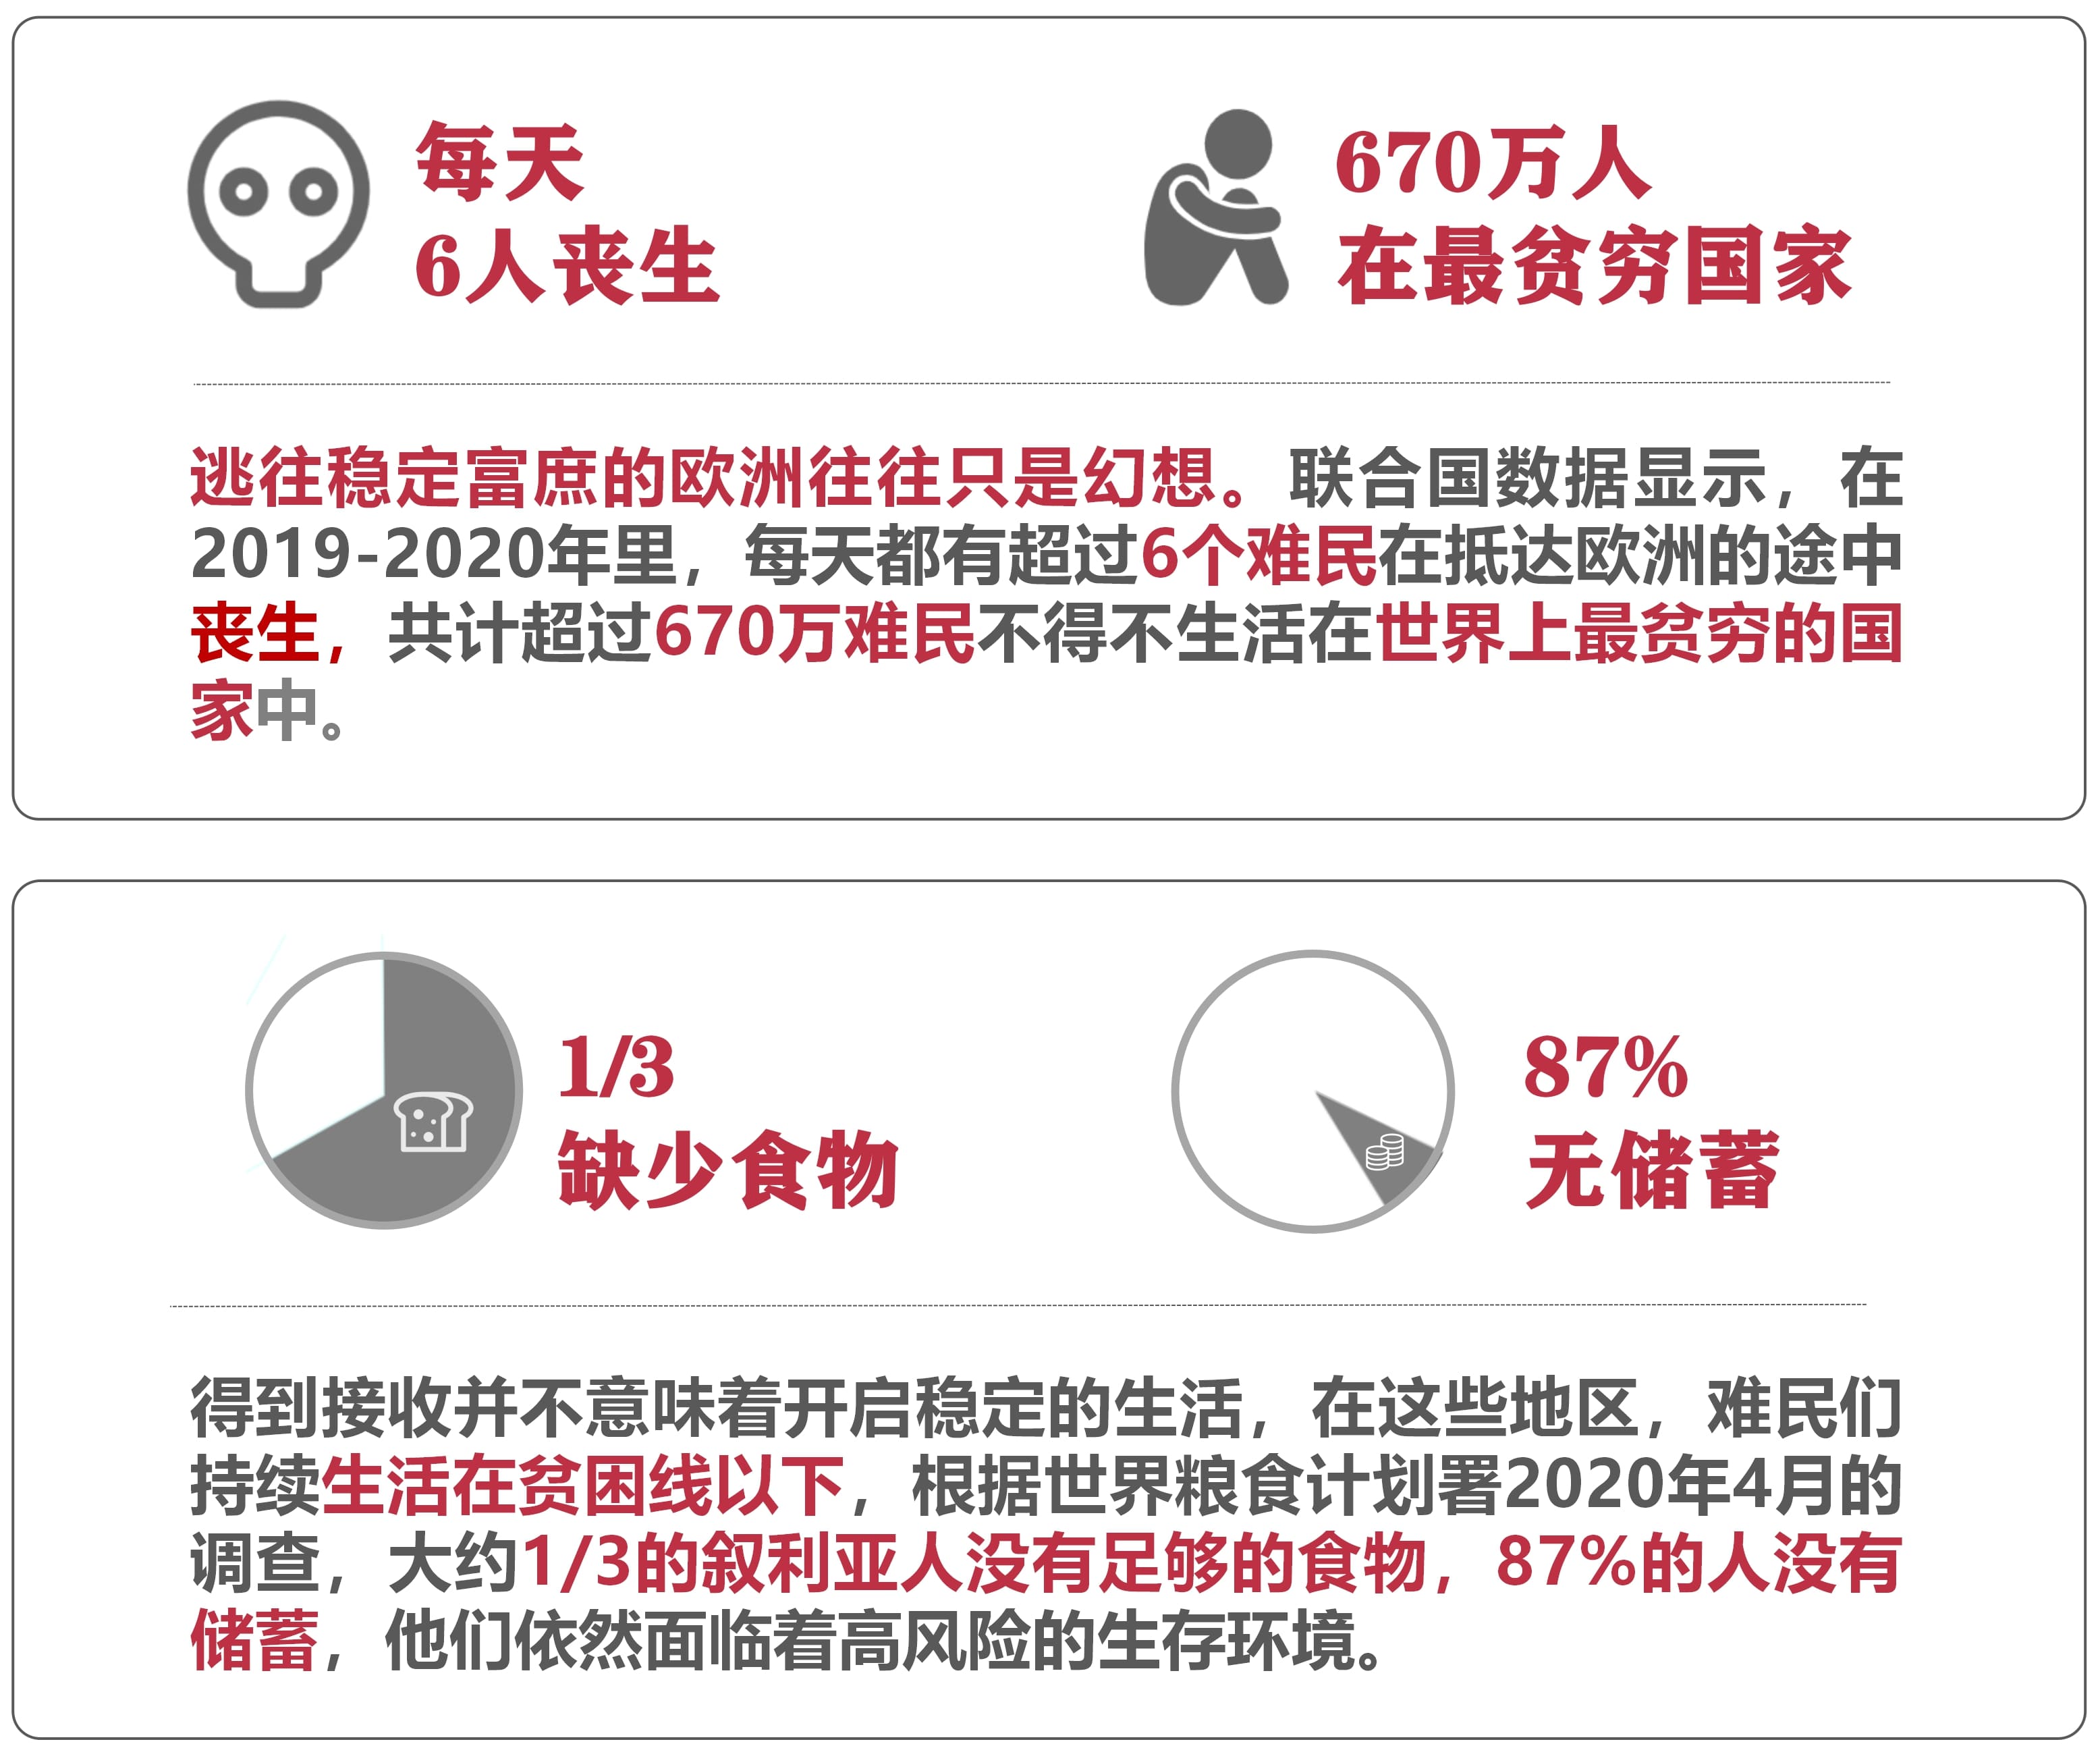 每天
6人丧生
670万人
在最贫穷国家
逃往稳定富庶的欧洲往往只是幻想。联合国数据显示，在
2019-2020年里，每天都有超过6个难民在抵达欧洲的途中
丧生，共计超过670万难民不得不生活在世界上最贫穷的国
家中。
1/3
缺少食物
87%
无储蓄
得到接收并不意味着开启稳定的生活，在这些地区，难民们
持续生活在贫困线以下，根据世界粮食计划署2020年4月的
调查，大约1/3的叙利亚人没有足够的食物，87%的人没有
储蓄，他们依然面临着高风险的生存环境。